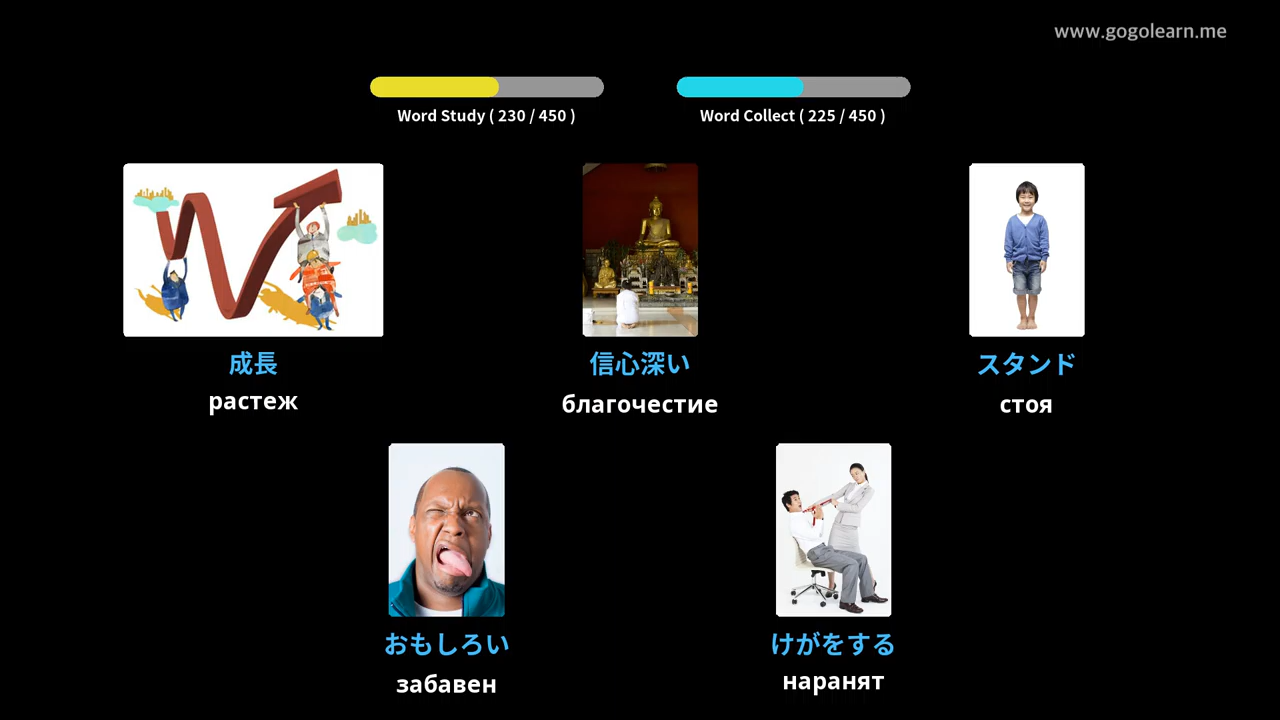 www.gogolearn.me
Word Study ( 230 / 450 )
Word Collect ( 225 / 450 )
成長
растеж
信心深い
благочестие
スタンド
стоя
おもしろい
забавен
けがをする
наранят